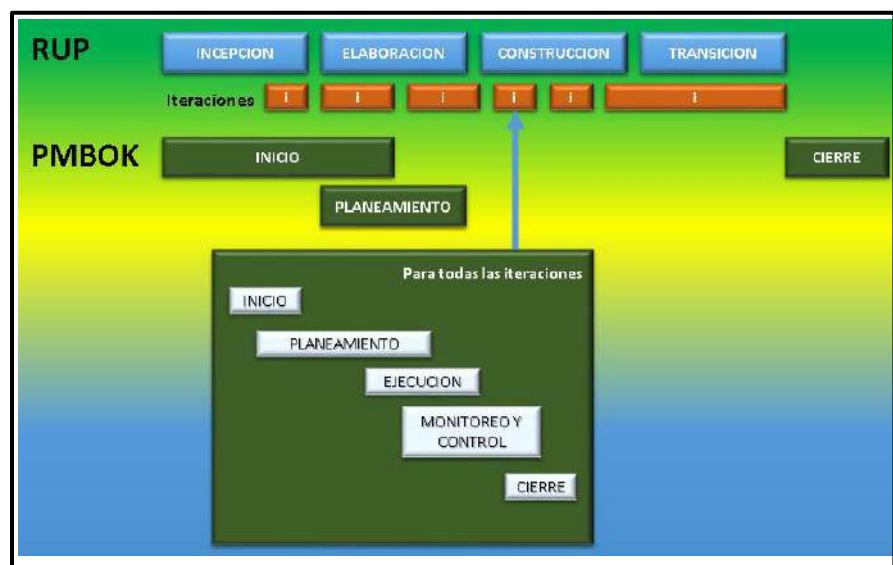 RUP
INCEPCION
ELABORACION
CONSTRUCCION
TRANSICION
Iteraciones
i
i
i
i
i
i
PMBOK
INICIO
CIERRE
PLANEAMIENTO
Para todas las iteraciones
INICIO
PLANEAMIENTO
EJECUCION
MONITOREO Y
CONTROL
CIERRE